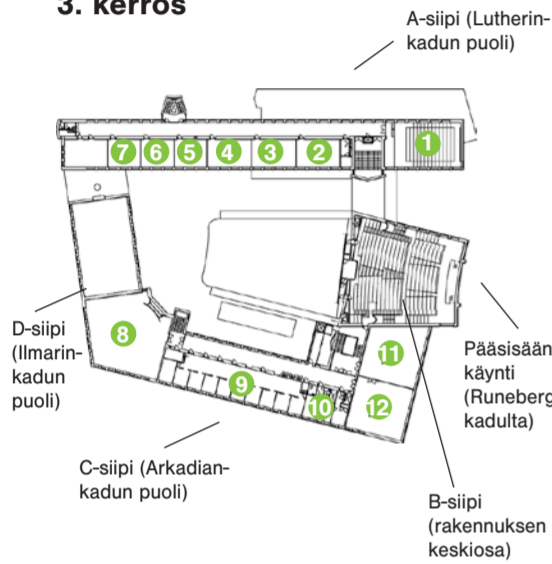 3. kerros
A-siipi (Lutherin-
kadun puoli)
1
2
3
4
5
6
7
D-siipi
(Ilmarin-
kadun
puoli)
8
9
10
11
12
Pääsisään
käynti
(Runeberg
kadulta)
C-siipi (Arkadian-
kadun puoli)
B-siipi
(rakennuksen
keskiosa)